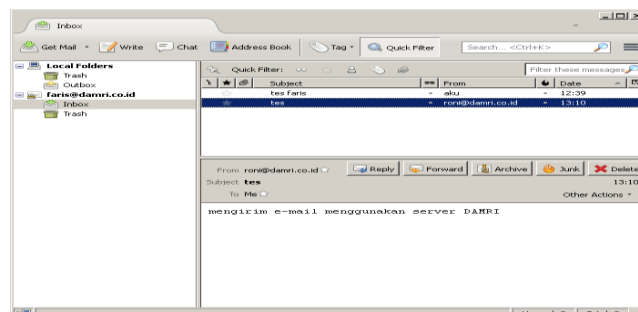 Inbox
Get Mail Write Chat Address Book Tag Quick Filter Search... <Ctrl+K>
Local Folders
Trash
Outbox
faris@damri.co.id
Inbox
Trash
Quick Filter: Filter these messages
Subject From Date
tes faris aku 12:39
tes roni@damri.co.id 13:10
From roni@damri.co.id Reply Forward Archive Junk Delete
Subject tes 13:10
To Me Other Actions
mengirim e-mail menggunakan server DAMRI